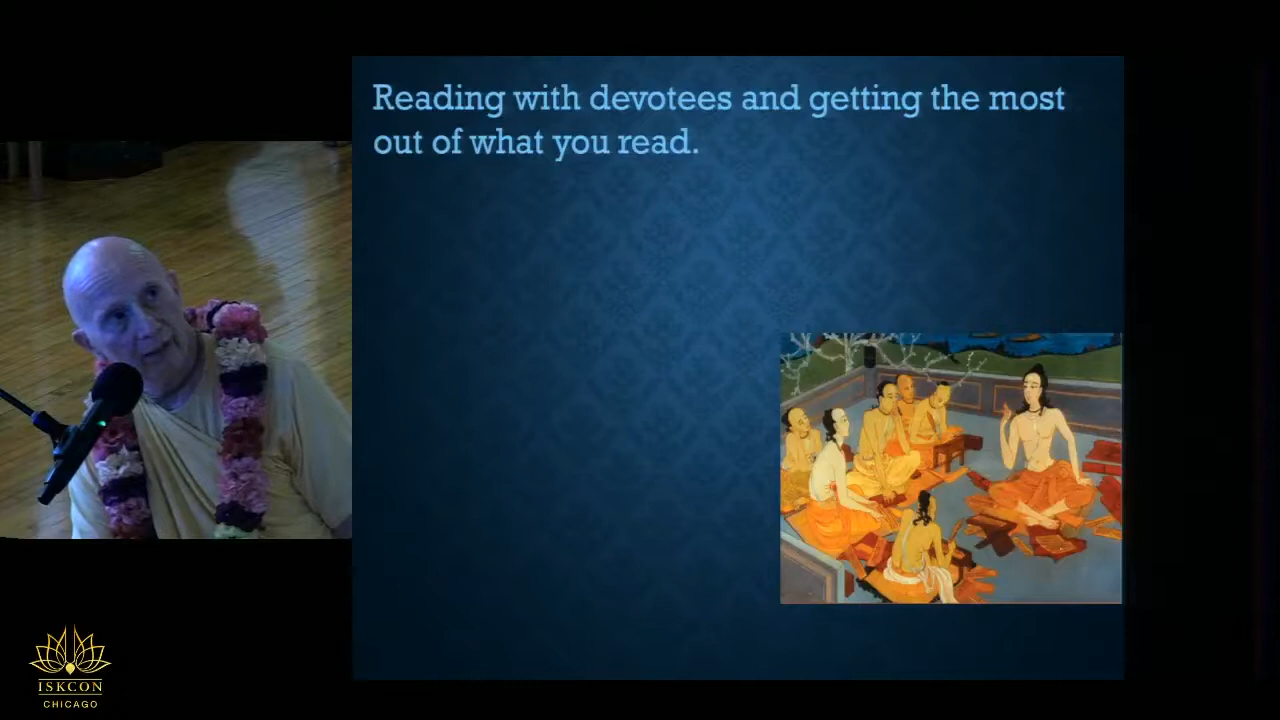 Reading with devotees and getting the most
out of what you read.
ISKCON
CHICAGO